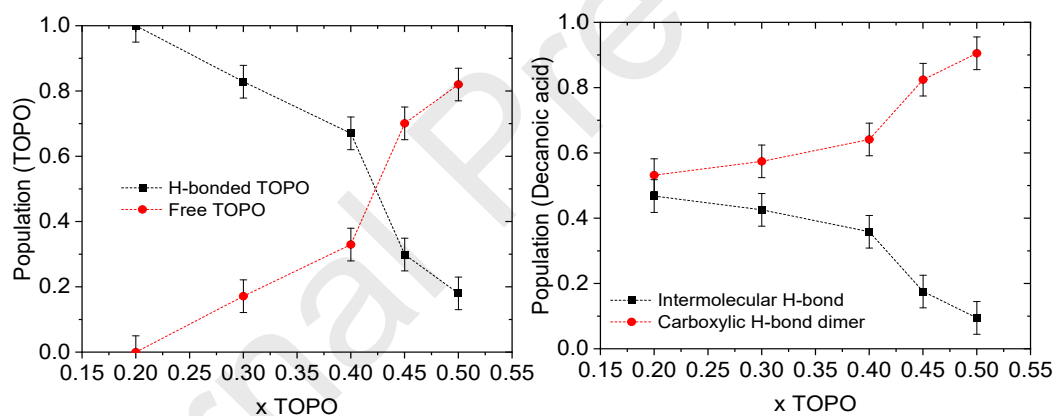 Population (TOPO)
1.0
0.8
0.6
0.4
0.2
0.0
H-bonded TOPO
Free TOPO
0.15 0.20 0.25 0.30 0.35 0.40 0.45 0.50 0.55
x TOPO
Population (Decanoic acid)
1.0
0.8
0.6
0.4
0.2
0.0
Intermolecular H-bond
Carboxylic H-bond dimer
0.15 0.20 0.25 0.30 0.35 0.40 0.45 0.50 0.55
x TOPO
rnal Pre